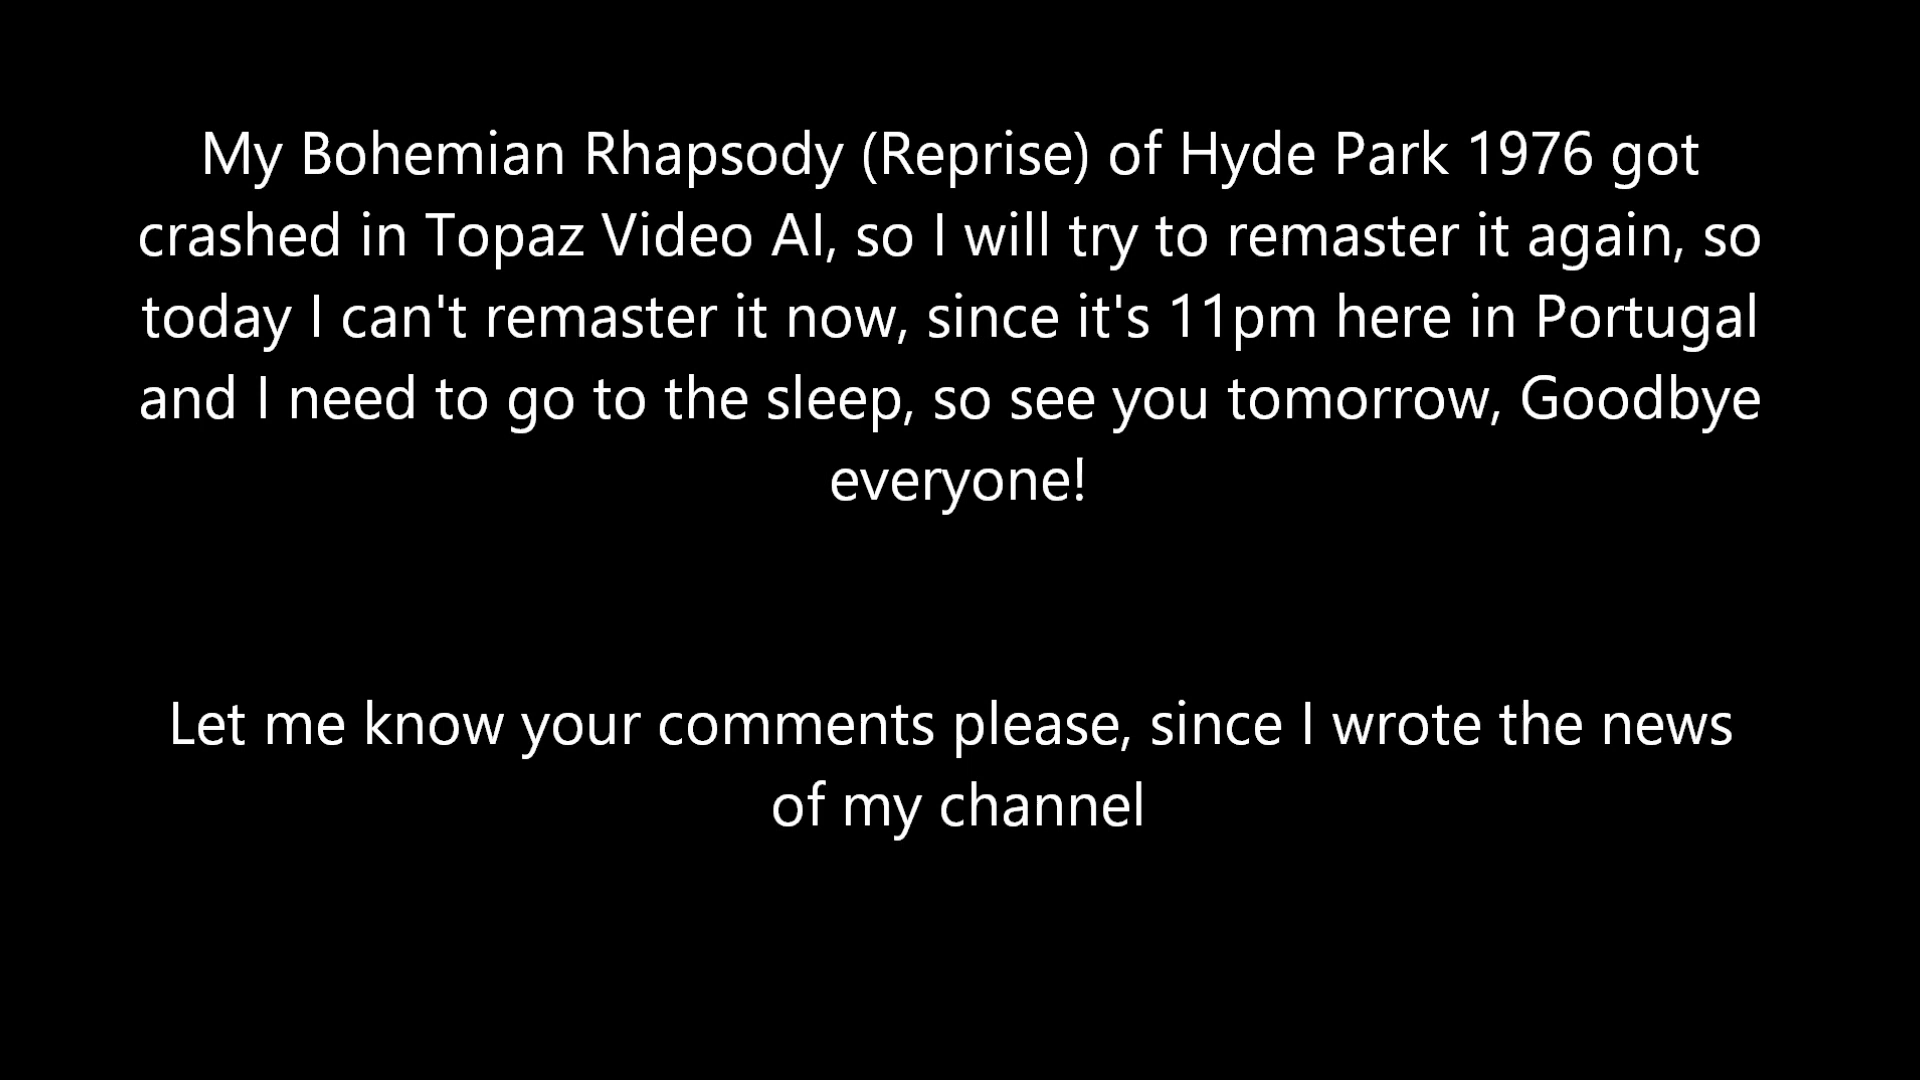 My Bohemian Rhapsody (Reprise) of Hyde Park 1976 got
crashed in Topaz Video AI, so I will try to remaster it again, so
today I can't remaster it now, since it's 11pm here in Portugal
and I need to go to the sleep, so see you tomorrow, Goodbye
everyone!
Let me know your comments please, since I wrote the news
of my channel